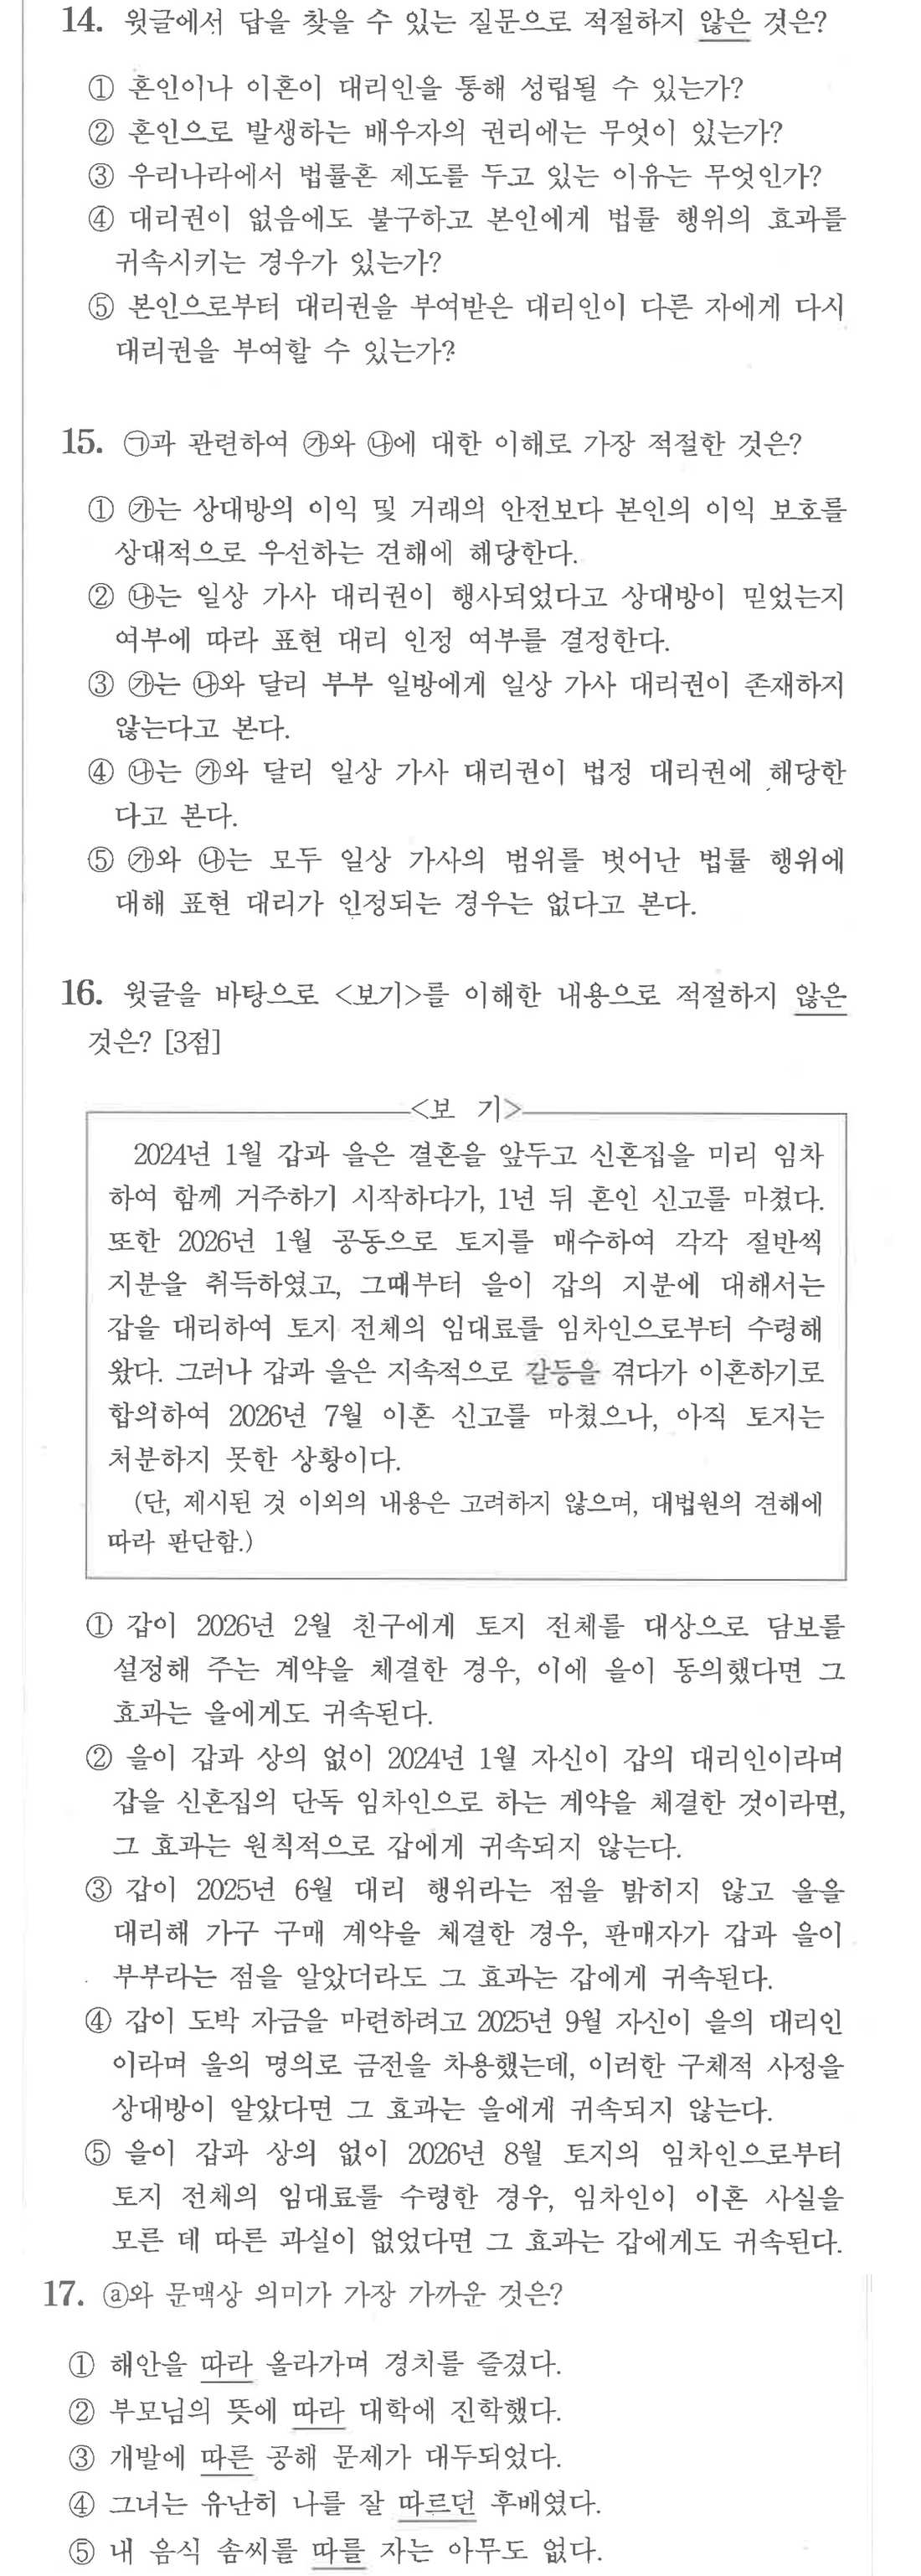 14. 윗글에서 답을 찾을 수 있는 질문으로 적절하지 않은 것은?
① 혼인이나 이혼이 대리인을 통해 성립될 수 있는가?
② 혼인으로 발생하는 배우자의 권리에는 무엇이 있는가?
③ 우리나라에서 법률혼 제도를 두고 있는 이유는 무엇인가?
④ 대리권이 없음에도 불구하고 본인에게 법률 행위의 효과를
귀속시키는 경우가 있는가?
⑤ 본인으로부터 대리권을 부여받은 대리인이 다른 자에게 다시
대리권을 부여할 수 있는가?
15. ㉠과 관련하여 ㉮와 ㉯에 대한 이해로 가장 적절한 것은?
① ㉮는 상대방의 이익 및 거래의 안전보다 본인의 이익 보호를
상대적으로 우선하는 견해에 해당한다.
② ㉯는 일상 가사 대리권이 행사되었다고 상대방이 믿었는지
여부에 따라 표현 대리 인정 여부를 결정한다.
③ ㉮는 ㉯와 달리 부부 일방에게 일상 가사 대리권이 존재하지
않는다고 본다.
④ ㉯는 ㉮와 달리 일상 가사 대리권이 법정 대리권에 해당한
다고 본다.
⑤ ㉮와 ㉯는 모두 일상 가사의 범위를 벗어난 법률 행위에
대해 표현 대리가 인정되는 경우는 없다고 본다.
16. 윗글을 바탕으로 <보기>를 이해한 내용으로 적절하지 않은
것은? [3점]
<보 기>
2024년 1월 갑과 을은 결혼을 앞두고 신혼집을 미리 임차
하여 함께 거주하기 시작하다가, 1년 뒤 혼인 신고를 마쳤다.
또한 2026년 1월 공동으로 토지를 매수하여 각각 절반씩
지분을 취득하였고, 그때부터 을이 갑의 지분에 대해서는
갑을 대리하여 토지 전체의 임대료를 임차인으로부터 수령해
왔다. 그러나 갑과 을은 지속적으로 갈등을 겪다가 이혼하기로
합의하여 2026년 7월 이혼 신고를 마쳤으나, 아직 토지는
처분하지 못한 상황이다.
(단, 제시된 것 이외의 내용은 고려하지 않으며, 대법원의 견해에
따라 판단함.)
① 갑이 2026년 2월 친구에게 토지 전체를 대상으로 담보를
설정해 주는 계약을 체결한 경우, 이에 을이 동의했다면 그
효과는 을에게도 귀속된다.
② 을이 갑과 상의 없이 2024년 1월 자신이 갑의 대리인이라며
갑을 신혼집의 단독 임차인으로 하는 계약을 체결한 것이라면,
그 효과는 원칙적으로 갑에게 귀속되지 않는다.
③ 갑이 2025년 6월 대리 행위라는 점을 밝히지 않고 을을
대리해 가구 구매 계약을 체결한 경우, 판매자가 갑과 을이
부부라는 점을 알았더라도 그 효과는 갑에게 귀속된다.
④ 갑이 도박 자금을 마련하려고 2025년 9월 자신이 을의 대리인
이라며 을의 명의로 금전을 차용했는데, 이러한 구체적 사정을
상대방이 알았다면 그 효과는 을에게 귀속되지 않는다.
⑤ 을이 갑과 상의 없이 2026년 8월 토지의 임차인으로부터
토지 전체의 임대료를 수령한 경우, 임차인이 이혼 사실을
모른 데 따른 과실이 없었다면 그 효과는 갑에게도 귀속된다.
17. ⓐ와 문맥상 의미가 가장 가까운 것은?
① 해안을 따라 올라가며 경치를 즐겼다.
② 부모님의 뜻에 따라 대학에 진학했다.
③ 개발에 따른 공해 문제가 대두되었다.
④ 그녀는 유난히 나를 잘 따르던 후배였다.
⑤ 내 음식 솜씨를 따를 자는 아무도 없다.